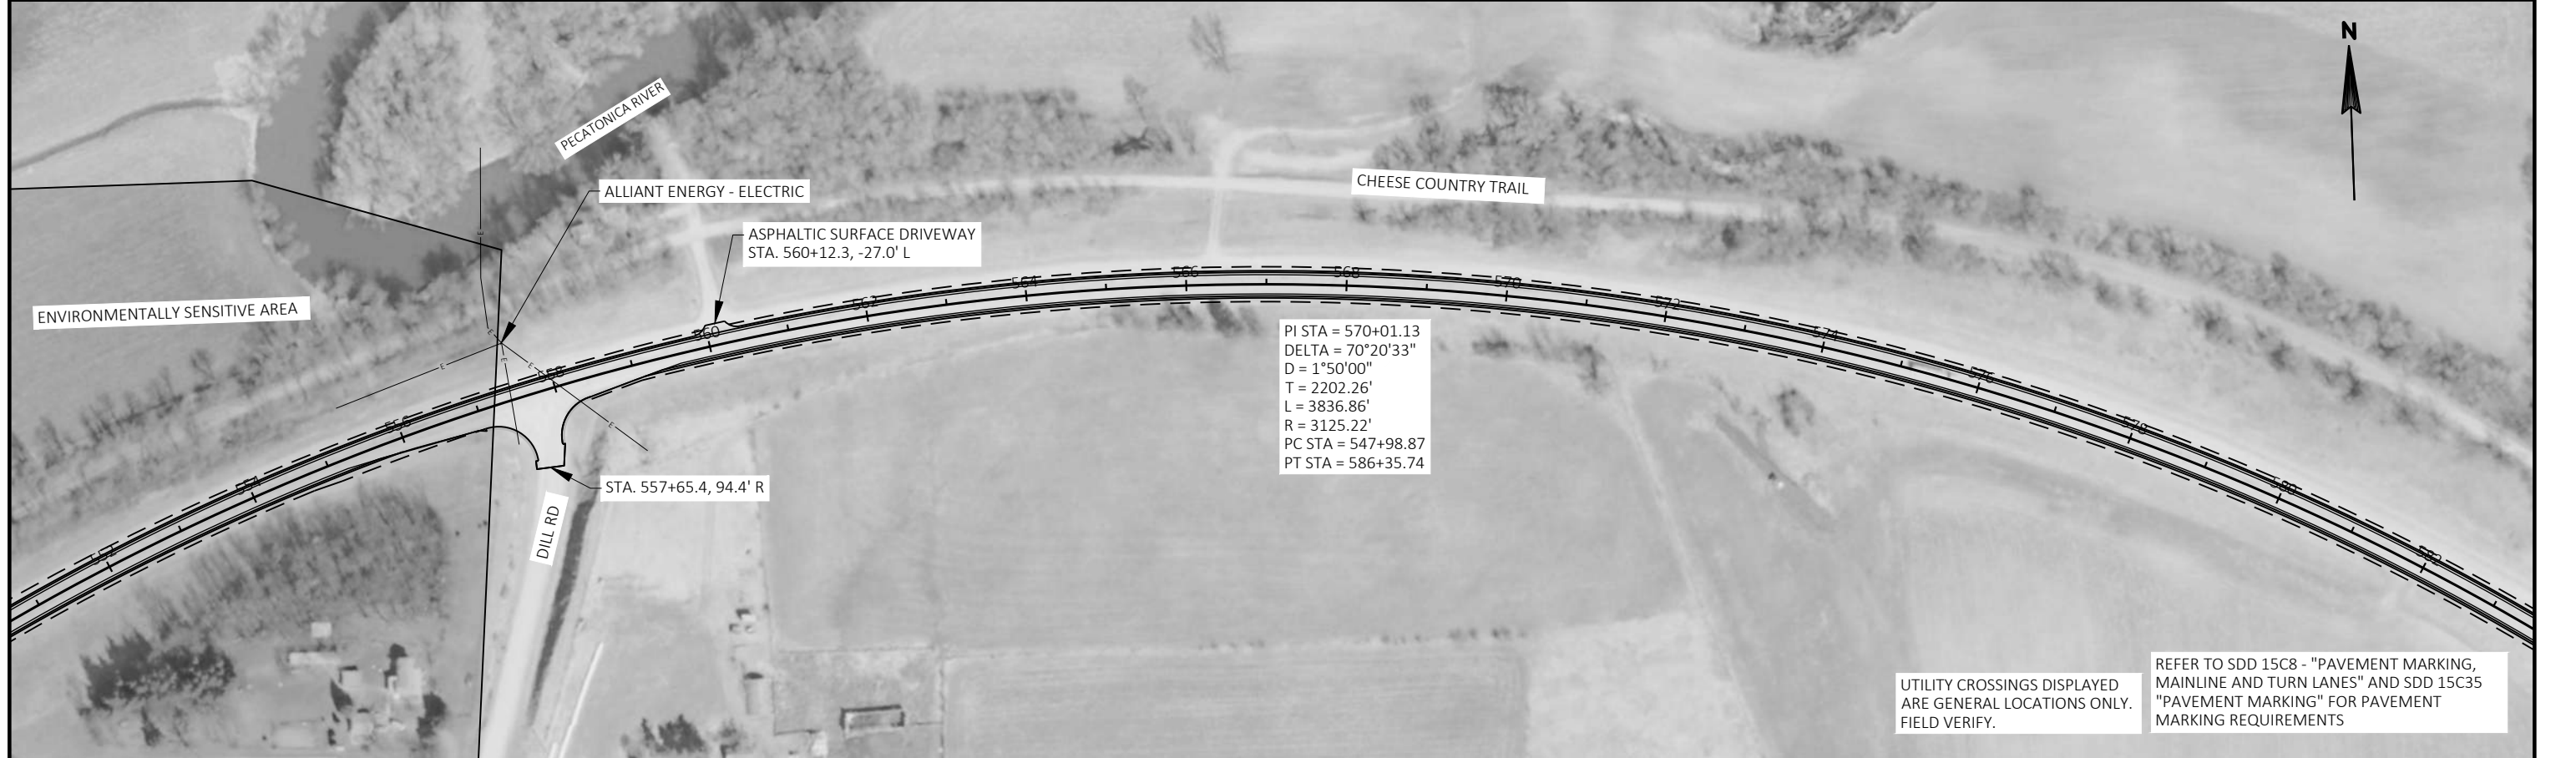 N
PECATONICA RIVER
ALLIANT ENERGY - ELECTRIC
CHEESE COUNTRY TRAIL
ASPHALTIC SURFACE DRIVEWAY
STA. 560+12.3, -27.0' L
ENVIRONMENTALLY SENSITIVE AREA
E
E
E
E
E
E
552
554
556
558
560
562
564
566
568
570
572
574
576
578
580
582
PI STA = 570+01.13
DELTA = 70°20'33"
D = 1°50'00"
T = 2202.26'
L = 3836.86'
R = 3125.22'
PC STA = 547+98.87
PT STA = 586+35.74
STA. 557+65.4, 94.4' R
DILL RD
UTILITY CROSSINGS DISPLAYED
ARE GENERAL LOCATIONS ONLY.
FIELD VERIFY.
REFER TO SDD 15C8 - "PAVEMENT MARKING,
MAINLINE AND TURN LANES" AND SDD 15C35
"PAVEMENT MARKING" FOR PAVEMENT
MARKING REQUIREMENTS